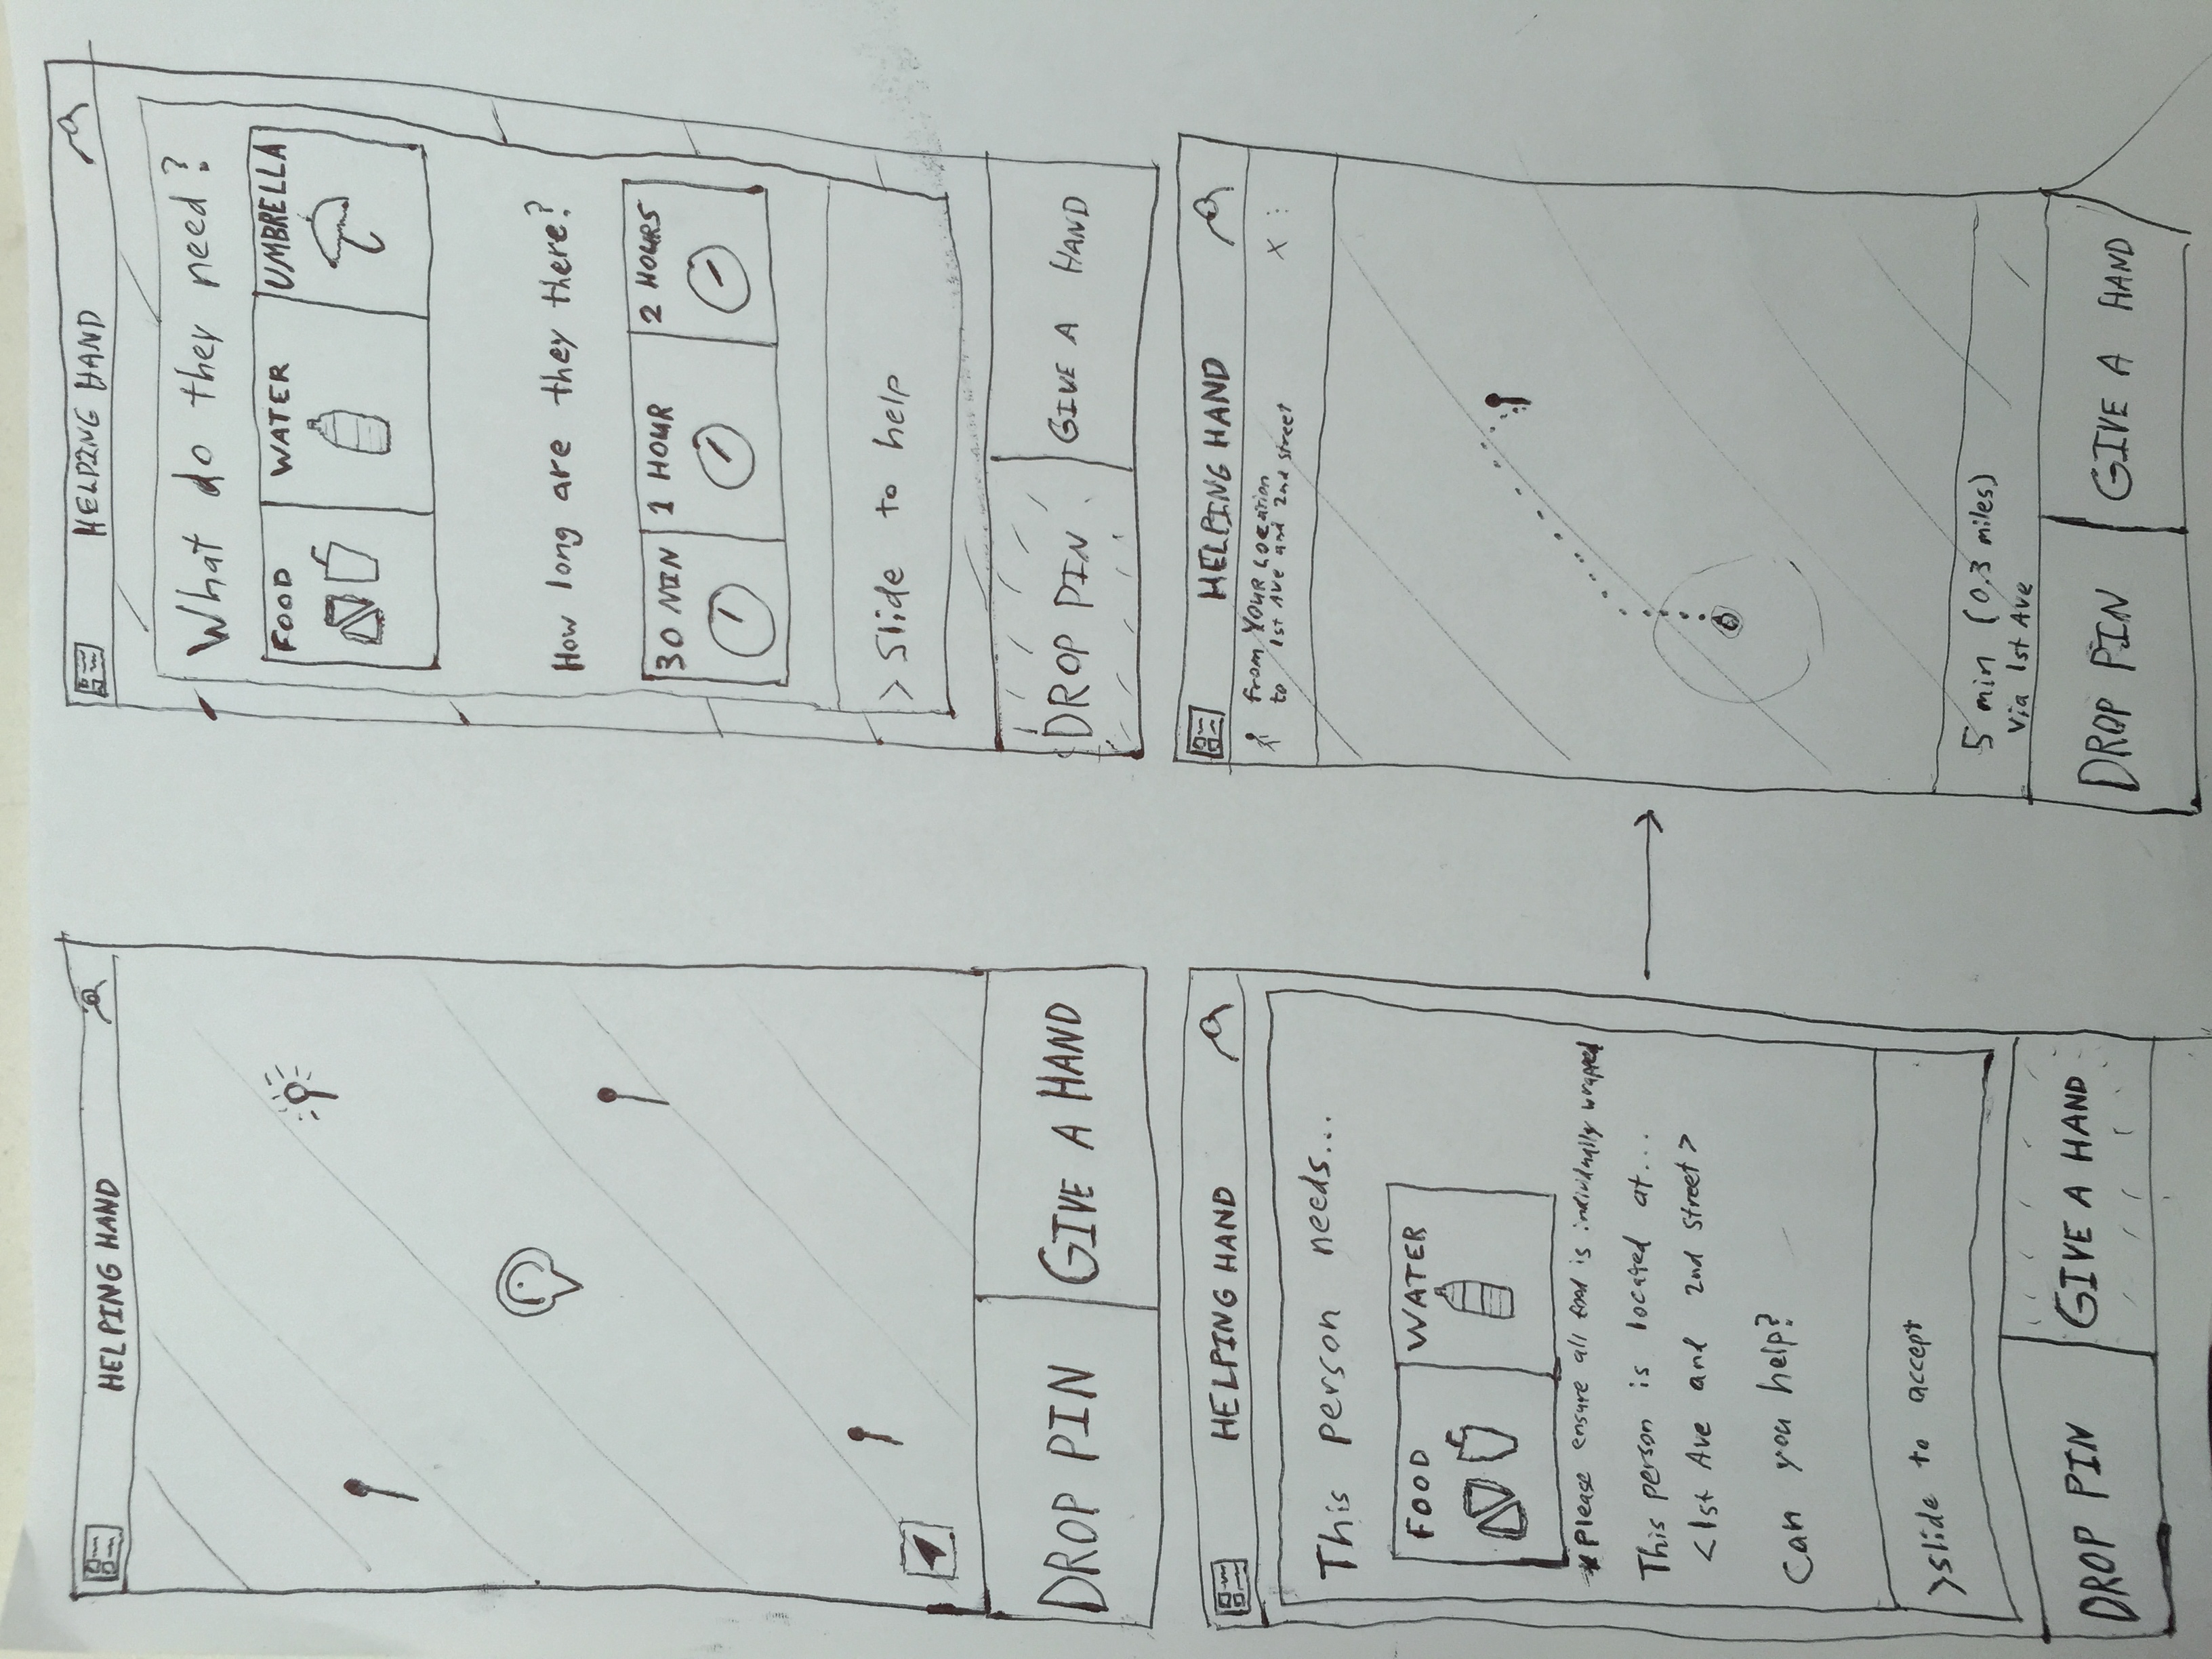 HELPING HAND
DROP PIN
GIVE A HAND
HELPING HAND
What do they need?
FOOD
WATER
UMBRELLA
How long are they there?
30 MIN
1 HOUR
2 HOURS
> Slide to help
DROP PIN
GIVE A HAND
HELPING HAND
This person needs...
FOOD
WATER
* Please ensure all food is individually wrapped
This person is located at...
<1st Ave and 2nd Street>
Can you help?
> Slide to accept
DROP PIN
GIVE A HAND
HELPING HAND
from YOUR LOCation
to 1st Ave and 2nd Street
X
5 min (0.3 miles)
Via 1st Ave
DROP PIN
GIVE A HAND